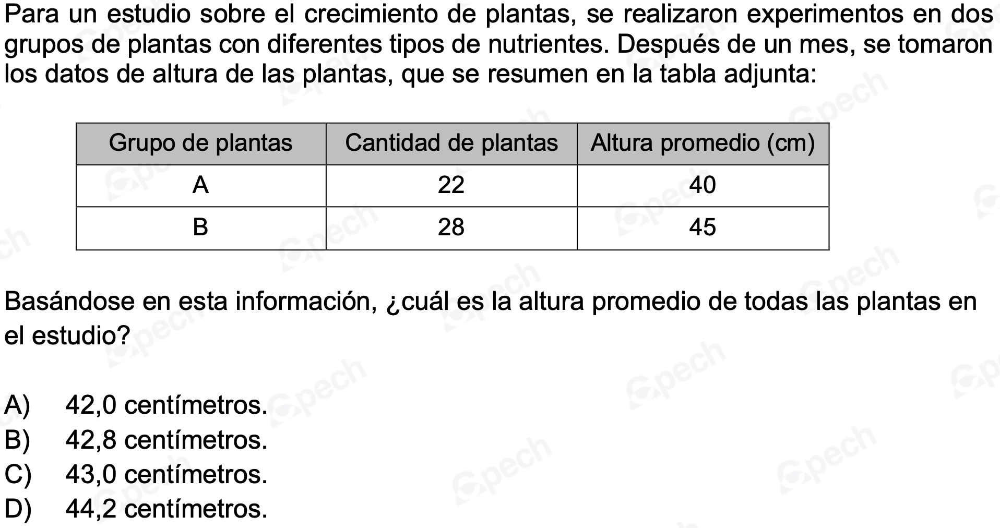 Para un estudio sobre el crecimiento de plantas, se realizaron experimentos en dos
grupos de plantas con diferentes tipos de nutrientes. Después de un mes, se tomaron
los datos de altura de las plantas, que se resumen en la tabla adjunta:
Grupo de plantas Cantidad de plantas Altura promedio (cm)
A 22 40
B 28 45
Basándose en esta información, ¿cuál es la altura promedio de todas las plantas en
el estudio?
A) 42,0 centímetros.
B) 42,8 centímetros.
C) 43,0 centímetros.
D) 44,2 centímetros.